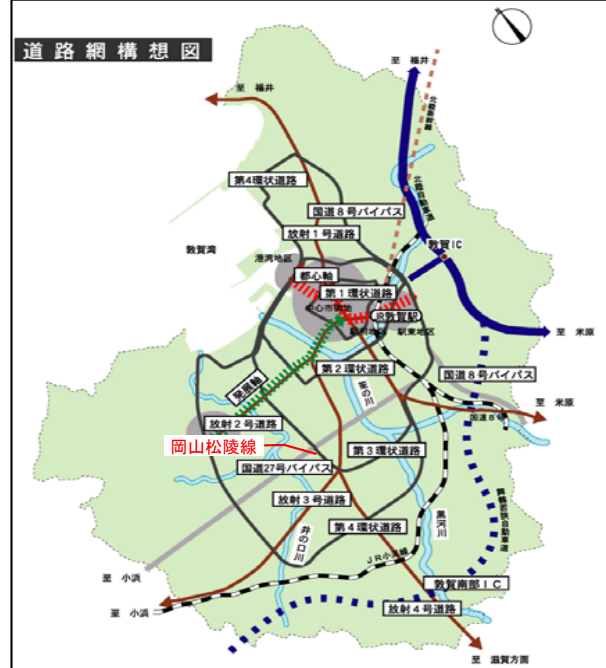 道路網構想図
至 福井
至 福井
北陸新幹線
北陸自動車道
第4環状道路
国道8号バイパス
放射1号道路
敦賀湾
港湾地区
敦賀IC
都心軸
第1環状道路
中心市街地
JR敦賀駅
駅東地区
至 米原
国道8号バイパス
発展軸
第2環状道路
笙の川
至 米原
国道8号
放射2号道路
岡山松陵線
第3環状道路
国道27号バイパス
舞鶴若狭自動車道
放射3号道路
黒河川
第4環状道路
井の口川
JR小浜線
至 小浜
敦賀南部IC
至 小浜
放射4号道路
至 滋賀方面